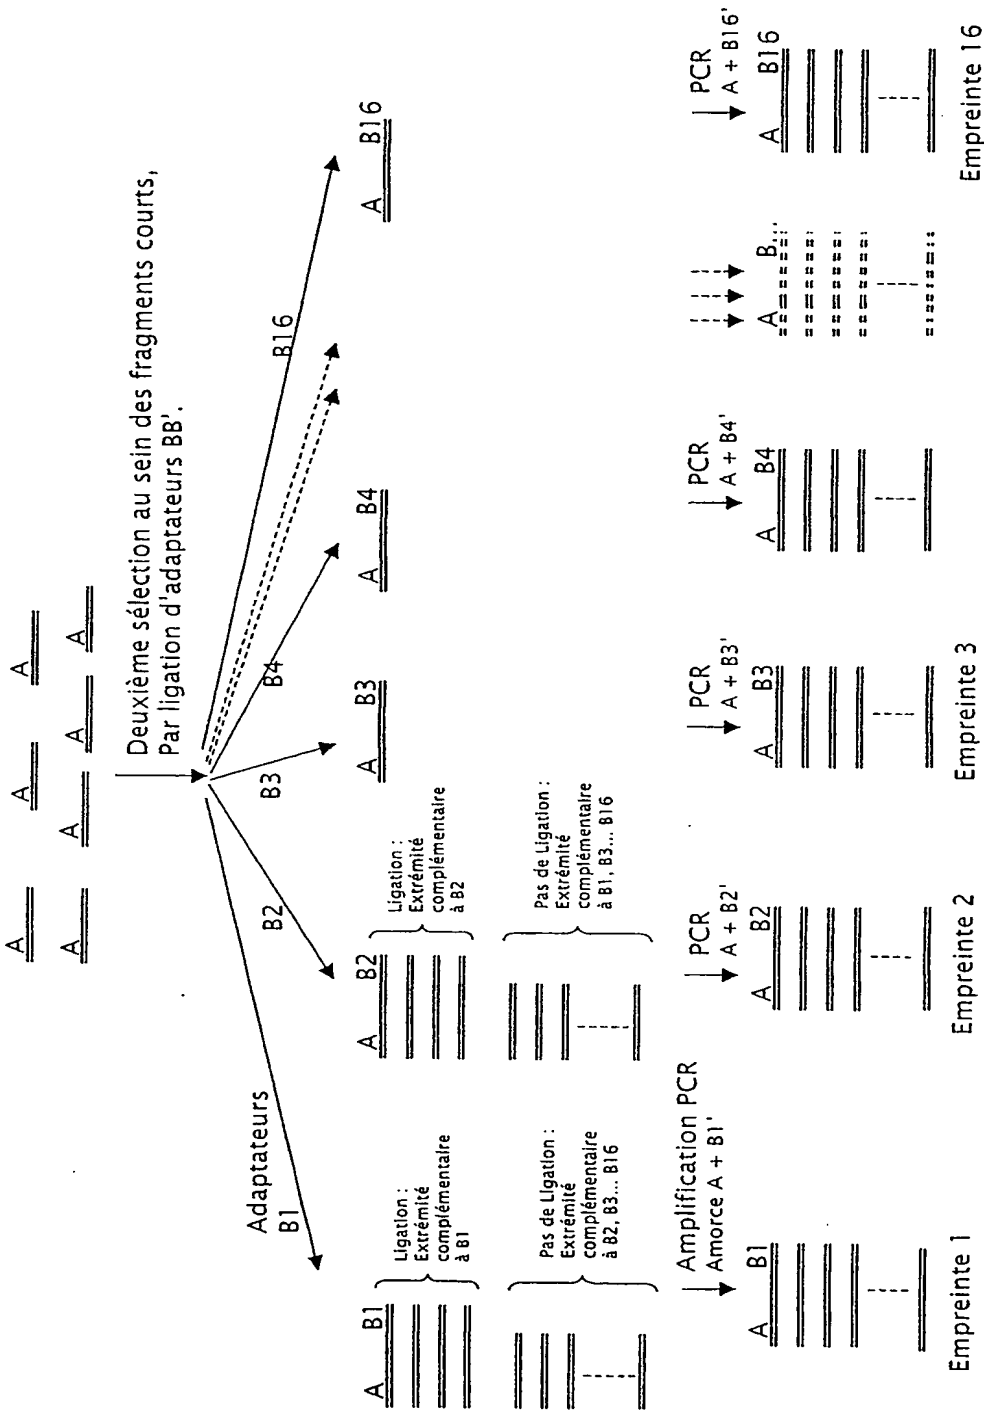 A
A
A
A
A
A
A
A
Deuxième sélection au sein des fragments courts,
Par ligation d'adaptateurs BB'.
Adaptateurs
B1
B2
B3
B4
B16
A B1
A B2
A B3
A B4
A B16
Ligation :
Extrémité
complémentaire
à B1
Ligation :
Extrémité
complémentaire
à B2
Pas de Ligation :
Extrémité
complémentaire
à B2, B3... B16
Pas de Ligation :
Extrémité
complémentaire
à B1, B3... B16
Amplification PCR
Amorce A + B1'
PCR
A + B2'
PCR
A + B3'
PCR
A + B4'
PCR
A + B16'
A B1
A B2
A B3
A B4
A B...
A B16
Empreinte 1
Empreinte 2
Empreinte 3
Empreinte 16